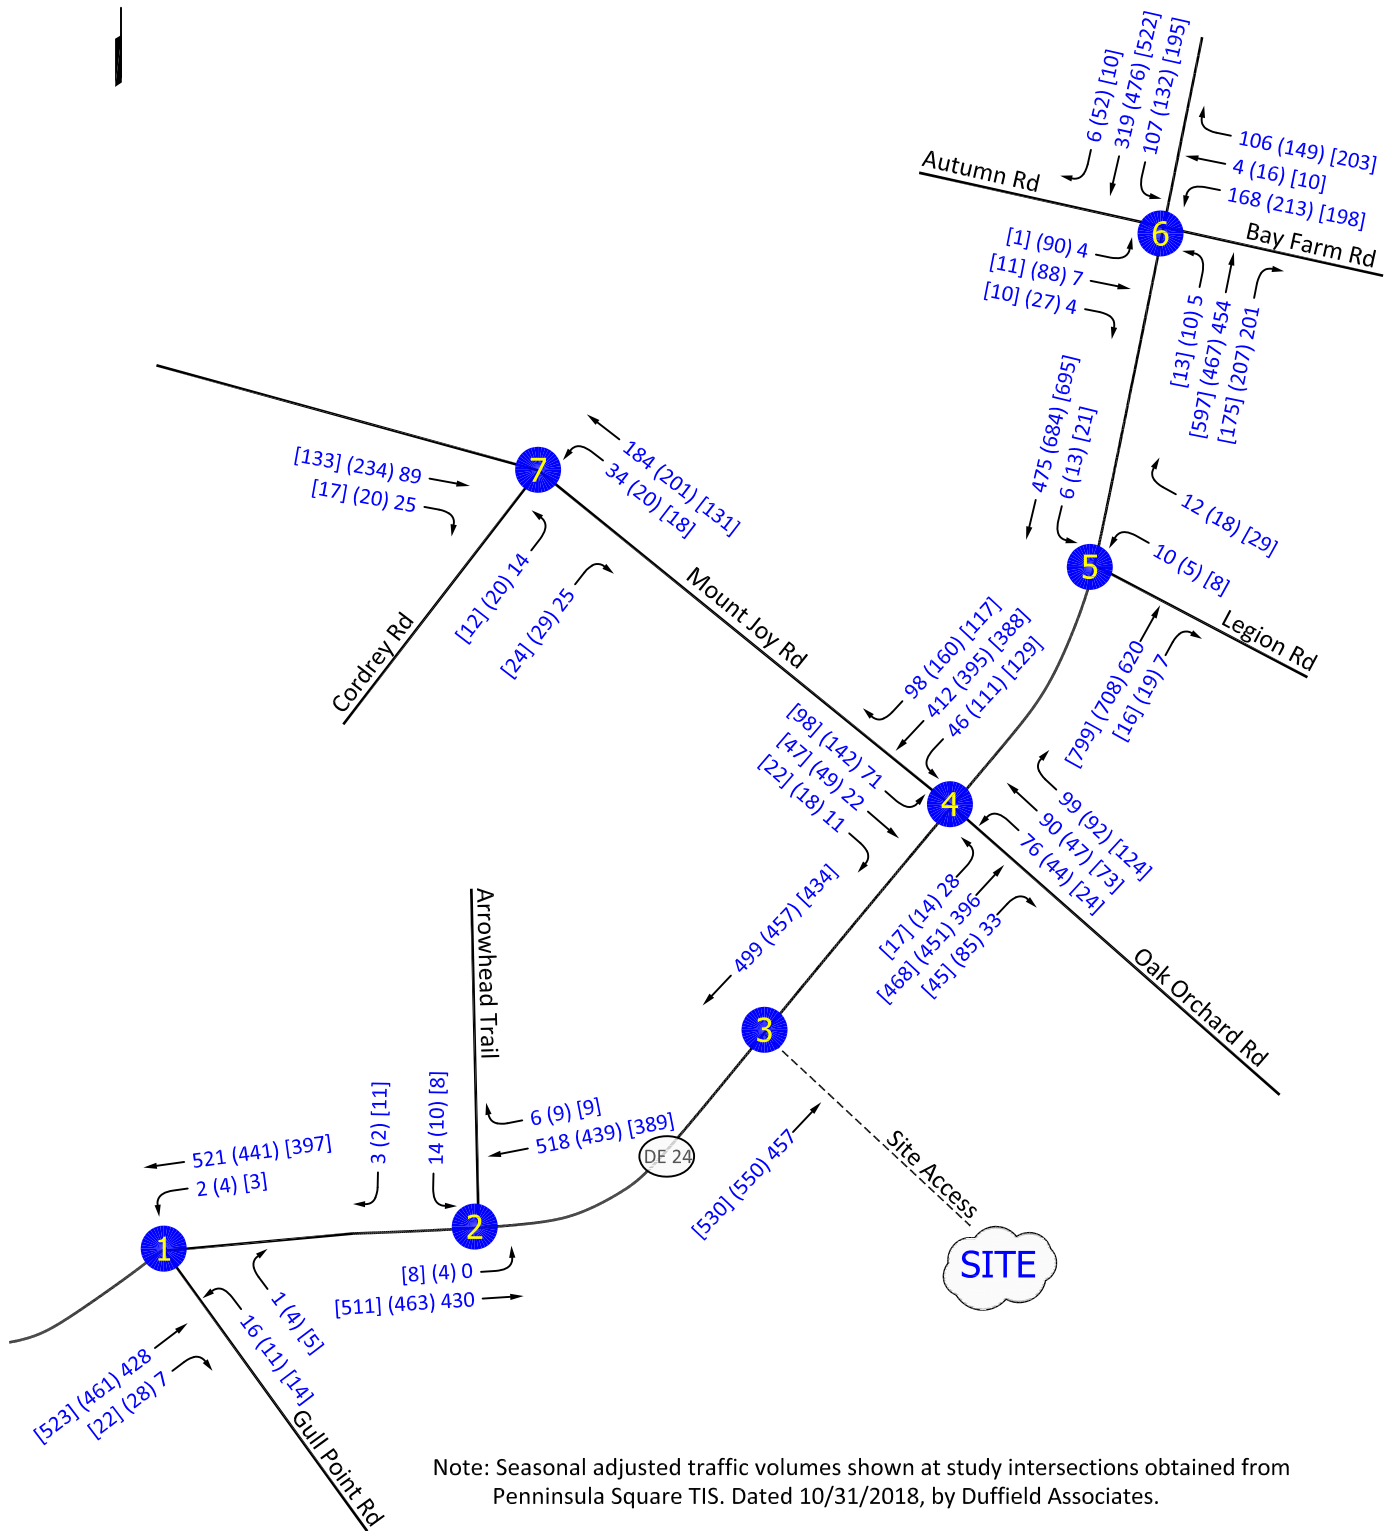 6 (52) [10]
319 (476) [522]
107 (132) [195]
106 (149) [203]
4 (16) [10]
168 (213) [198]
Autumn Rd
6
Bay Farm Rd
[1] (90) 4
[11] (88) 7
[10] (27) 4
[13] (10) 5
[597] (467) 454
[175] (207) 201
475 (684) [695]
6 (13) [21]
12 (18) [29]
10 (5) [8]
5
Legion Rd
[799] (708) 620
[16] (19) 7
184 (201) [131]
34 (20) [18]
7
[133] (234) 89
[17] (20) 25
[12] (20) 14
[24] (29) 25
Cordrey Rd
Mount Joy Rd
98 (160) [117]
412 (395) [388]
46 (111) [129]
[98] (142) 71
[47] (49) 22
[22] (18) 11
4
99 (92) [124]
90 (47) [73]
76 (44) [24]
[17] (14) 28
[468] (451) 396
[45] (85) 33
Oak Orchard Rd
499 (457) [434]
3
[530] (550) 457
Site Access
SITE
Arrowhead Trail
3 (2) [11]
14 (10) [8]
6 (9) [9]
518 (439) [389]
DE 24
2
[8] (4) 0
[511] (463) 430
521 (441) [397]
2 (4) [3]
1
1 (4) [5]
16 (11) [14]
[523] (461) 428
[22] (28) 7
Gull Point Rd
Note: Seasonal adjusted traffic volumes shown at study intersections obtained from
Penninsula Square TIS. Dated 10/31/2018, by Duffield Associates.